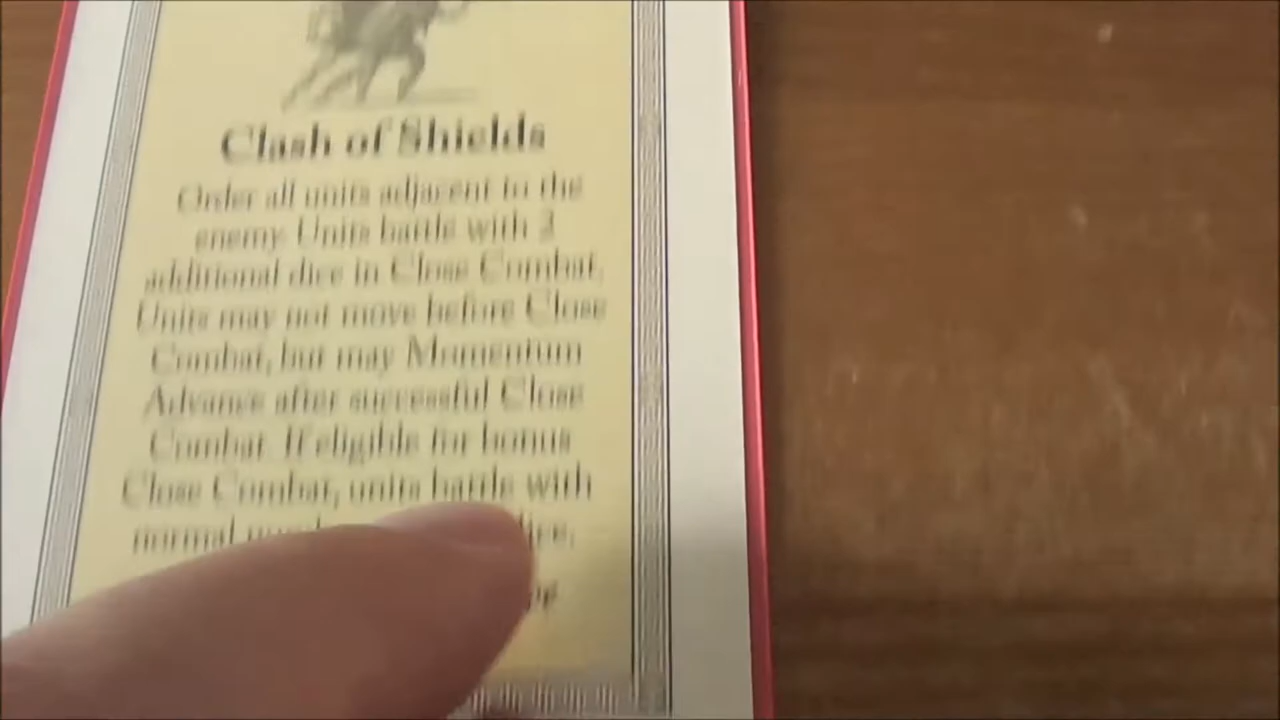 Clash of Shields
Order all units adjacent to the
enemy. Units battle with 2
additional dice in Close Combat.
Units may not move before Close
Combat, but may Momentum
Advance after successful Close
Combat. If eligible for bonus
Close Combat, units battle with
normal dice.